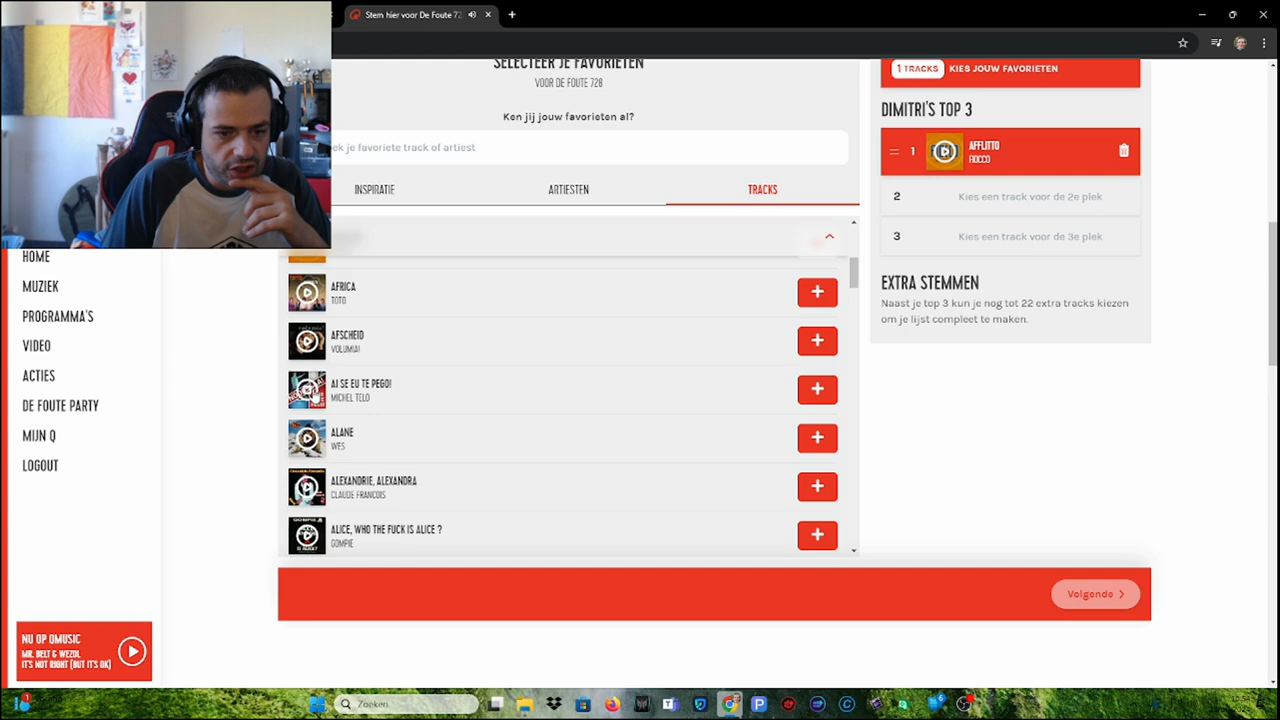 Stem hier voor De Foute 72
SELECTEER JE FAVORIETEN
VOOR DE FOUTE 728
Ken jij jouw favorieten al?
ek je favoriete track of artiest
INSPIRATIE
ARTIESTEN
TRACKS
AFRICA
TOTO
AFSCHEID
VOLUMIA!
AI SE EU TE PEGO!
MICHEL TELO
ALANE
WES
ALEXANDRIE, ALEXANDRA
CLAUDE FRANCOIS
ALICE, WHO THE FUCK IS ALICE ?
GOMPIE
Volgende
1 TRACKS
KIES JOUW FAVORIETEN
DIMITRI'S TOP 3
1
AFFLITTO
FIOCCO
2
Kies een track voor de 2e plek
3
Kies een track voor de 3e plek
EXTRA STEMMEN
Naast je top 3 kun je nog tot 22 extra tracks kiezen
om je lijst compleet te maken.
HOME
MUZIEK
PROGRAMMA'S
VIDEO
ACTIES
DE FOUTE PARTY
MIJN Q
LOGOUT
NU OP QMUSIC
MR. BELT & WEZOL
IT'S NOT RIGHT (BUT IT'S OK)
Zoeken